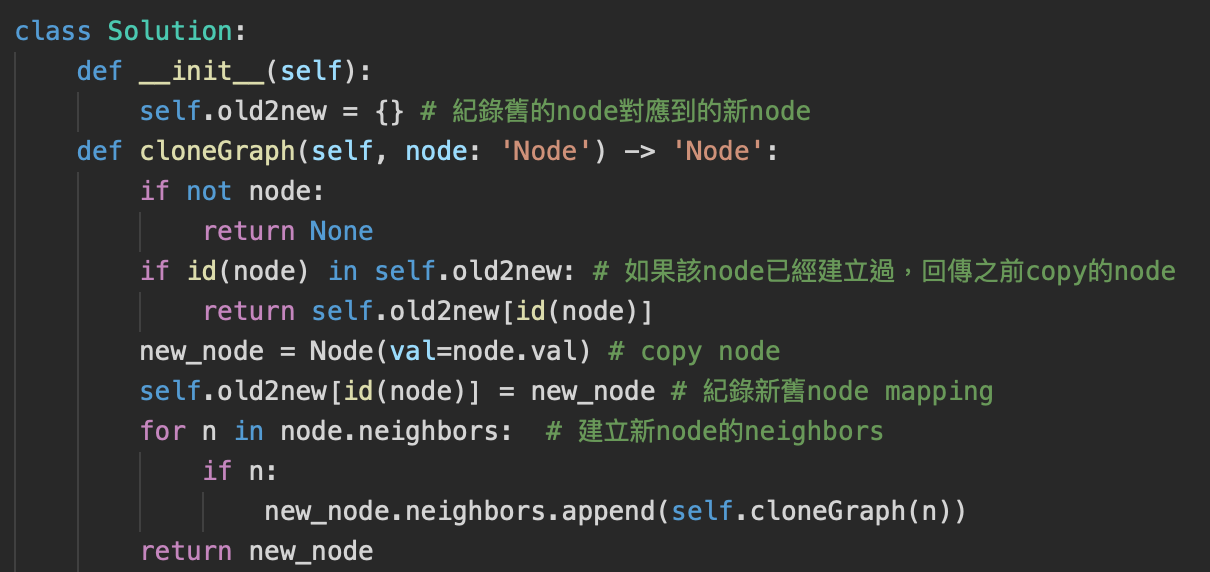 class Solution:
    def __init__(self):
        self.old2new = {} # 紀錄舊的node對應到的新node
    def cloneGraph(self, node: 'Node') -> 'Node':
        if not node:
            return None
        if id(node) in self.old2new: # 如果該node已經建立過，回傳之前copy的node
            return self.old2new[id(node)]
        new_node = Node(val=node.val) # copy node
        self.old2new[id(node)] = new_node # 紀錄新舊node mapping
        for n in node.neighbors:  # 建立新node的neighbors
            if n:
                new_node.neighbors.append(self.cloneGraph(n))
        return new_node